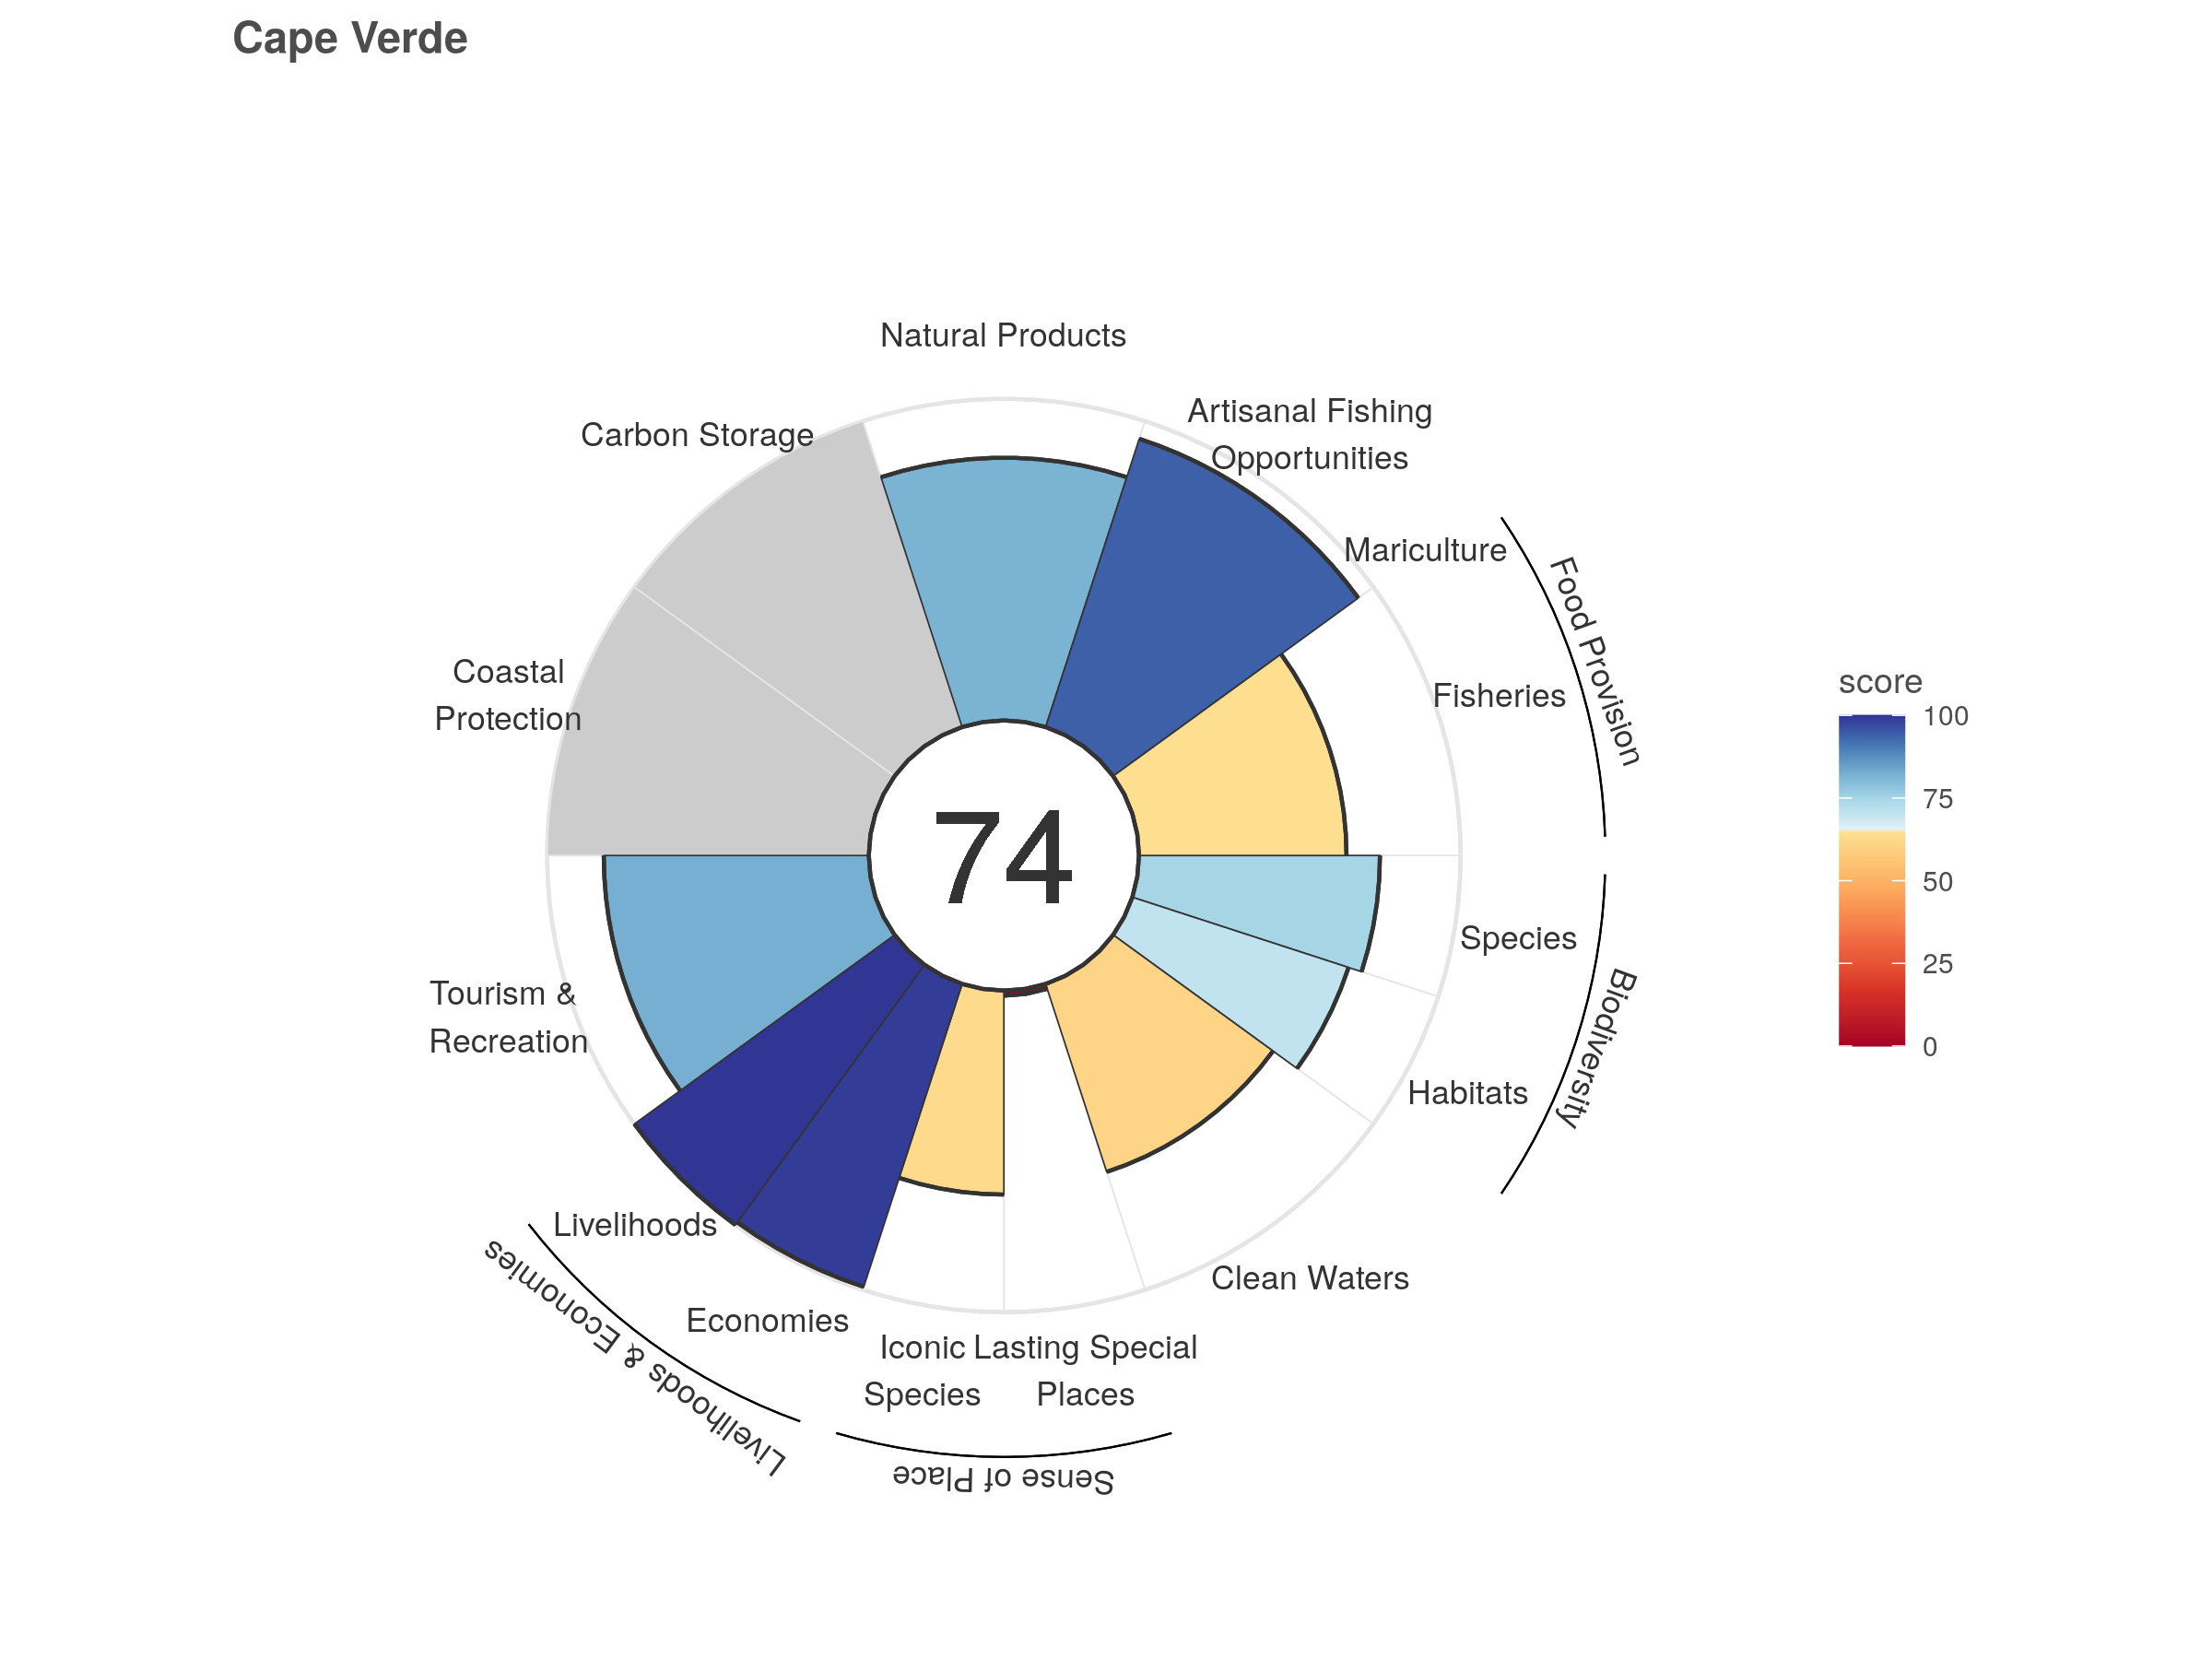 Cape Verde
Natural Products
Artisanal Fishing
Opportunities
Carbon Storage
Mariculture
Food Provision
Fisheries
Coastal
Protection
score
100
75
50
25
0
74
Species
Biodiversity
Tourism &
Recreation
Habitats
Livelihoods
Clean Waters
Economies
Livelihoods & Economies
Iconic
Species
Lasting Special
Places
Sense of Place